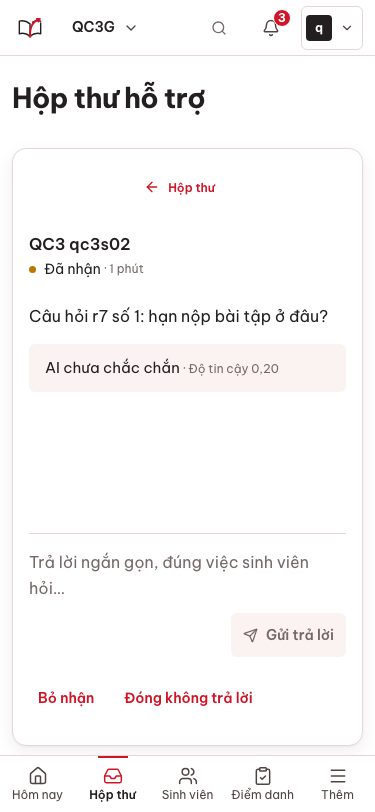 QC3G
3
q
Hộp thư hỗ trợ
Hộp thư
QC3 qc3s02
Đã nhận · 1 phút
Câu hỏi r7 số 1: hạn nộp bài tập ở đâu?
AI chưa chắc chắn · Độ tin cậy 0,20
Trả lời ngắn gọn, đúng việc sinh viên
hỏi...
Gửi trả lời
Bỏ nhận
Đóng không trả lời
Hôm nay
Hộp thư
Sinh viên
Điểm danh
Thêm